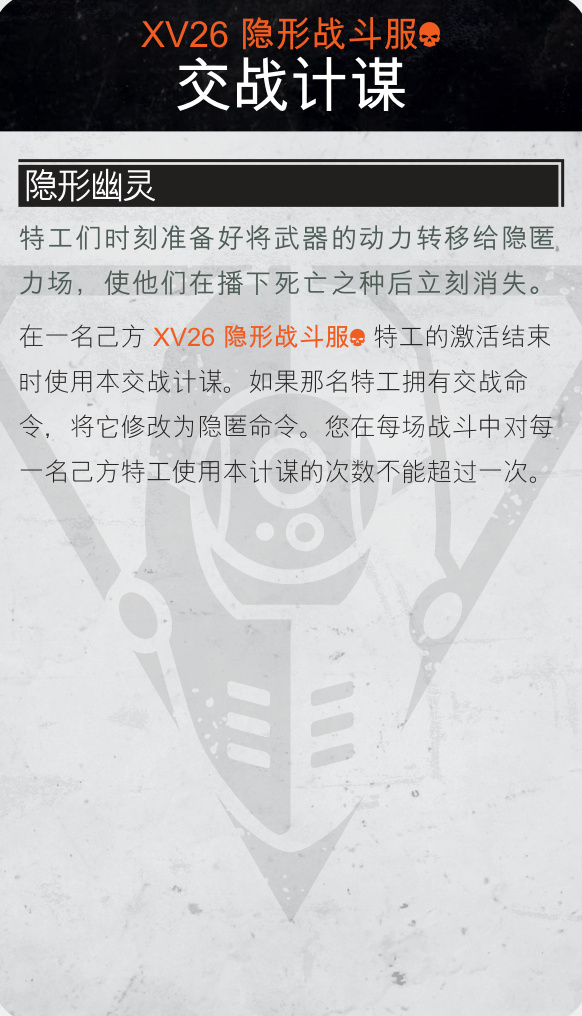 XV26 隐形战斗服
交战计谋
隐形幽灵
特工们时刻准备好将武器的动力转移给隐匿
力场，使他们在播下死亡之种后立刻消失。
在一名己方 XV26 隐形战斗服 特工的激活结束
时使用本交战计谋。如果那名特工拥有交战命
令，将它修改为隐匿命令。您在每场战斗中对每
一名己方特工使用本计谋的次数不能超过一次。